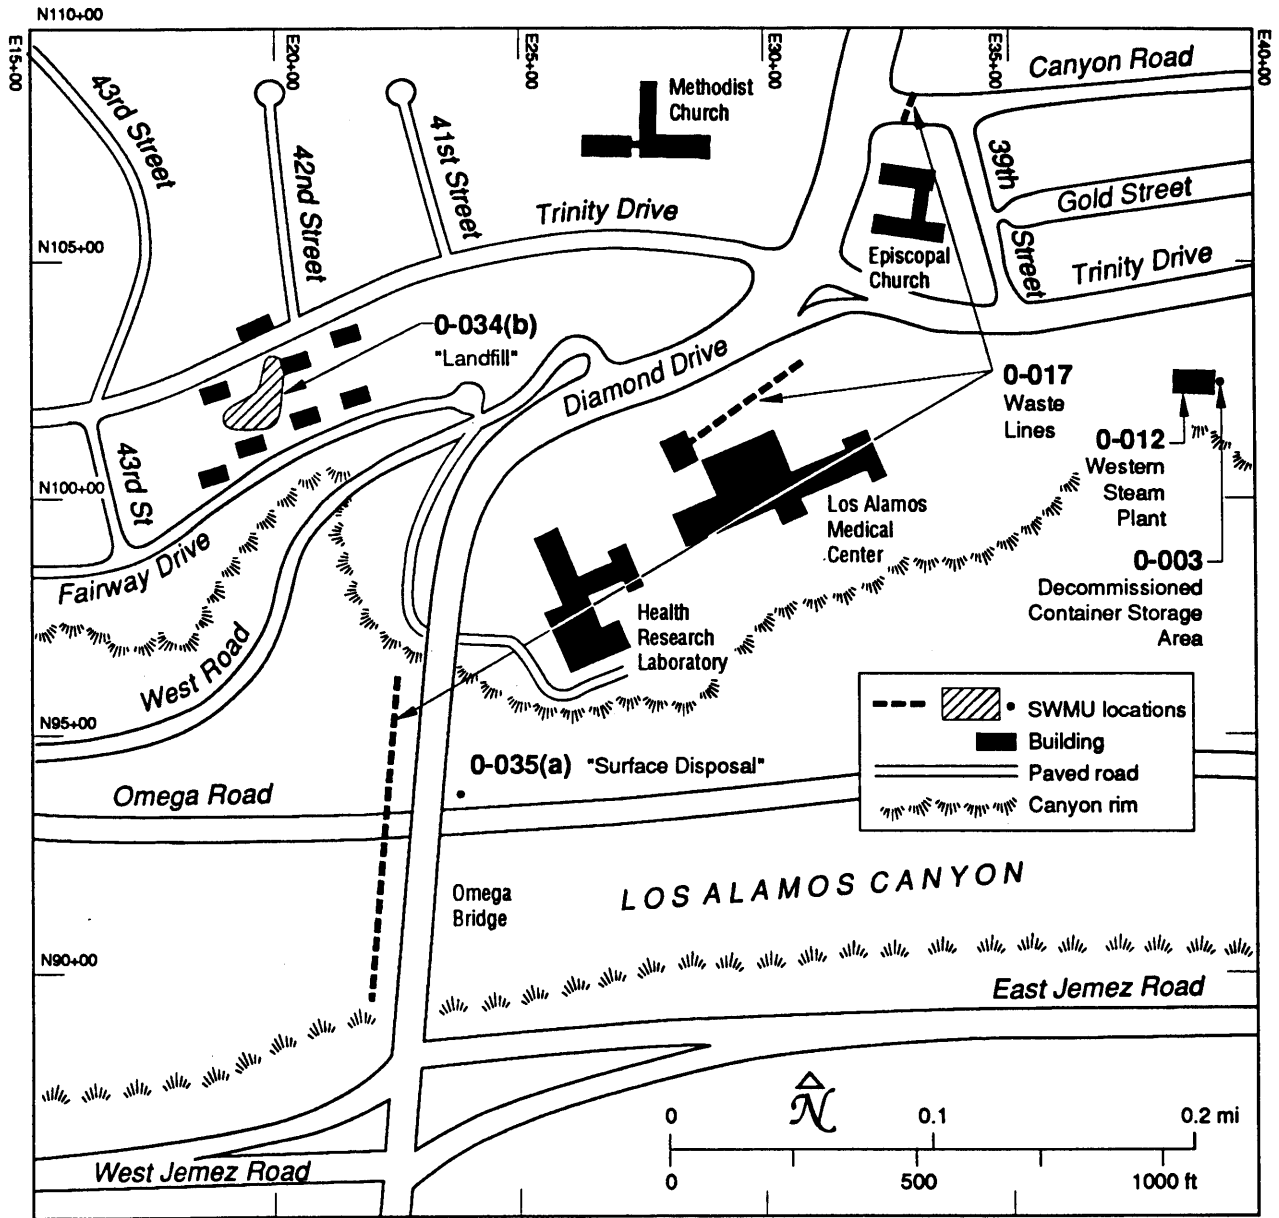 N110+00
E15+00
E20+00
E25+00
E30+00
E35+00
E40+00
Canyon Road
43rd Street
42nd Street
41st Street
Methodist
Church
39th
Street
Gold Street
Trinity Drive
Trinity Drive
N105+00
Episcopal
Church
0-034(b)
"Landfill"
Diamond Drive
0-017
Waste
Lines
0-012
Western
Steam
Plant
43rd St
N100+00
Los Alamos
Medical
Center
0-003
Decommissioned
Container Storage
Area
Fairway Drive
Health
Research
Laboratory
West Road
SWMU locations
Building
Paved road
Canyon rim
N95+00
0-035(a) "Surface Disposal"
Omega Road
Omega
Bridge
LOS ALAMOS CANYON
N90+00
East Jemez Road
N
0 0.1 0.2 mi
0 500 1000 ft
West Jemez Road